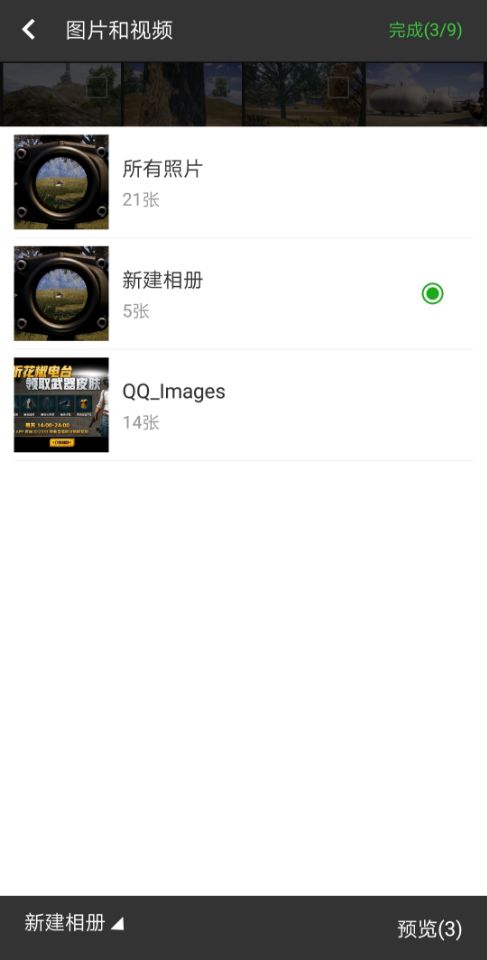 图片和视频
完成(3/9)
所有照片
21张
新建相册
5张
听花椒电台
领取武器皮肤
QQ_Images
14张
新建相册
预览(3)